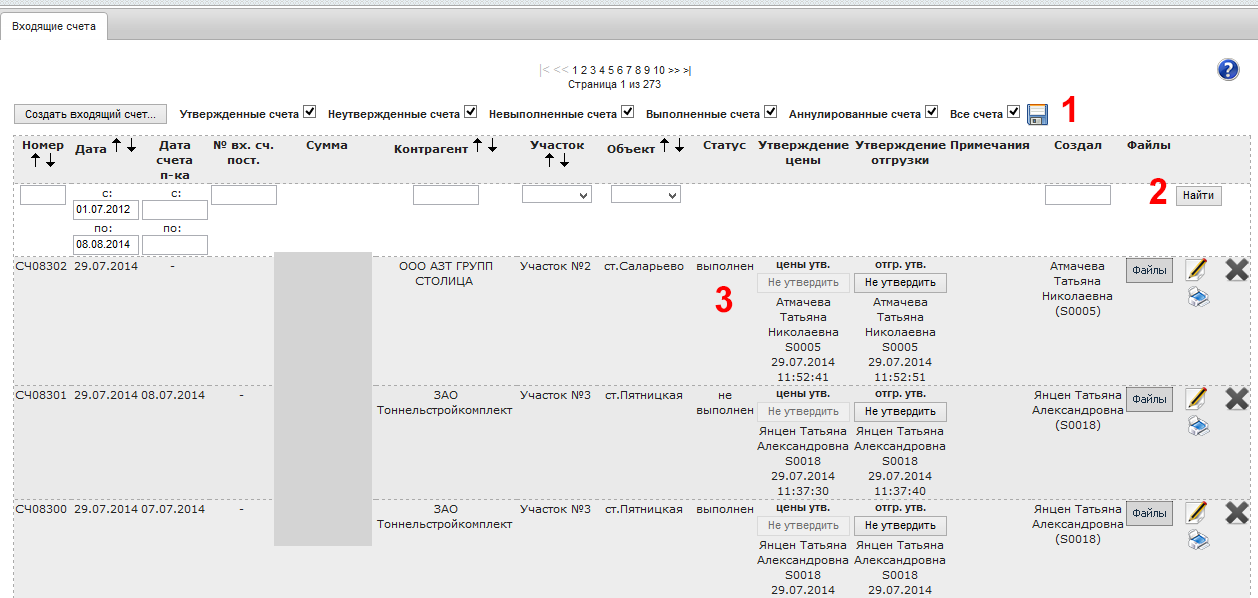 Входящие счета
|< << 1 2 3 4 5 6 7 8 9 10 >> >|
Страница 1 из 273
?
Создать входящий счет... Утвержденные счета Неутвержденные счета Невыполненные счета Выполненные счета Аннулированные счета Все счета 1
Номер Дата Дата счета п-ка № вх. сч. пост. Сумма Контрагент Участок Объект Статус Утверждение цены Утверждение отгрузки Примечания Создал Файлы
с: с: 2 Найти
01.07.2012
по: по:
08.08.2014
СЧ08302 29.07.2014 - ООО АЗТ ГРУПП Участок №2 ст.Саларьево выполнен цены утв. отгр. утв. Атмачева Файлы
СТОЛИЦА Не утвердить Не утвердить Татьяна
3 Атмачева Атмачева Николаевна
Татьяна Татьяна (S0005)
Николаевна Николаевна
S0005 S0005
29.07.2014 29.07.2014
11:52:41 11:52:51
СЧ08301 29.07.2014 08.07.2014 - ЗАО Участок №3 ст.Пятницкая не цены утв. отгр. утв. Янцен Татьяна Файлы
Тоннельстройкомплект выполнен Не утвердить Не утвердить Александровна
Янцен Татьяна Янцен Татьяна (S0018)
Александровна Александровна
S0018 S0018
29.07.2014 29.07.2014
11:37:30 11:37:40
СЧ08300 29.07.2014 07.07.2014 - ЗАО Участок №3 ст.Пятницкая выполнен цены утв. отгр. утв. Янцен Татьяна Файлы
Тоннельстройкомплект Не утвердить Не утвердить Александровна
Янцен Татьяна Янцен Татьяна (S0018)
Александровна Александровна
S0018 S0018
29.07.2014 29.07.2014